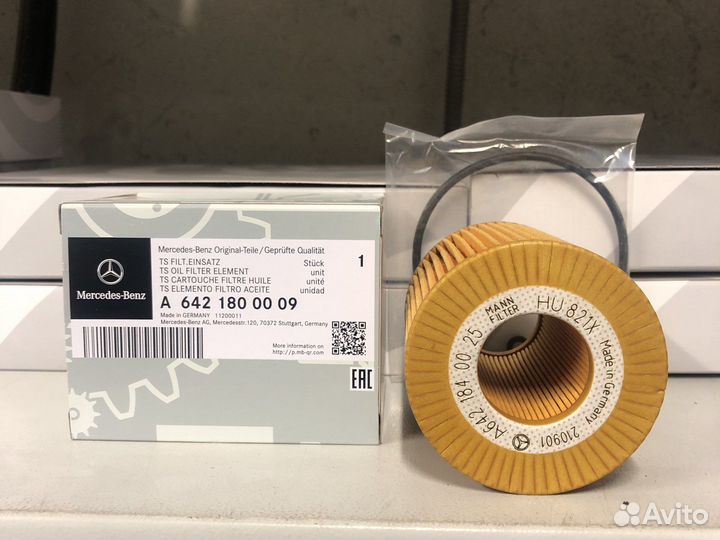 Mercedes-Benz
Mercedes-Benz Original-Teile/Geprüfte Qualität
TS FILT.EINSATZ Stück 1
TS OIL FILTER ELEMENT unit
TS CARTOUCHE FILTRE HUILE unité
TS ELEMENTO FILTRO ACEITE unidad
A 642 180 00 09
Made in GERMANY 11200011
Mercedes-Benz AG, Mercedesstr.120, 70372 Stuttgart, Germany
More information on
http://p.mb-qr.com
EAC
MANN
FILTER
HU 821X
Made in Germany
210901
A642 184 00 25
Avito